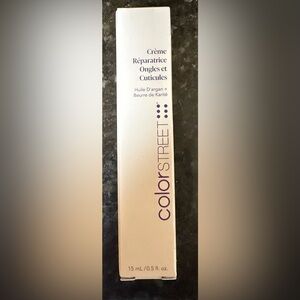 Crème
Réparatrice
Ongles et
Cuticules
Huile D'argan +
Beurre de Karité
colorSTREET
15 mL / 0.5 fl. oz.